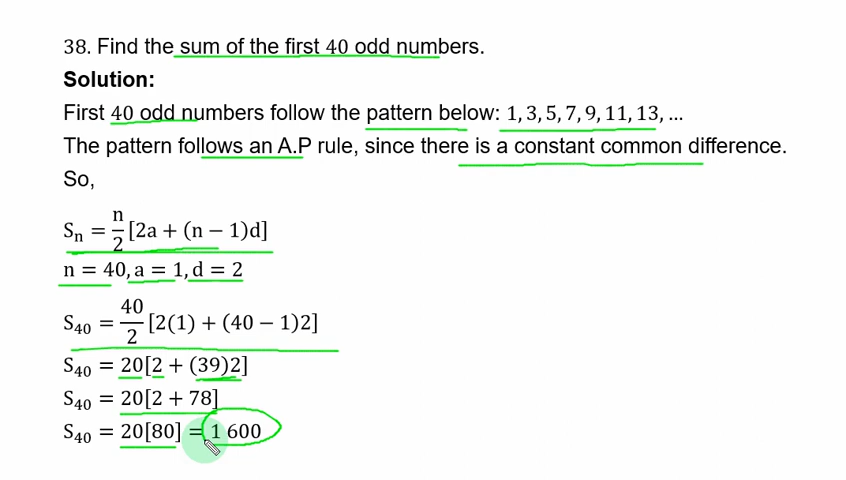 38. Find the sum of the first 40 odd numbers.
Solution:
First 40 odd numbers follow the pattern below: 1, 3, 5, 7, 9, 11, 13, ...
The pattern follows an A.P rule, since there is a constant common difference.
So,
Sₙ = n/2 [2a + (n − 1)d]
n = 40, a = 1, d = 2
S₄₀ = 40/2 [2(1) + (40 − 1)2]
S₄₀ = 20[2 + (39)2]
S₄₀ = 20[2 + 78]
S₄₀ = 20[80] = 1 600